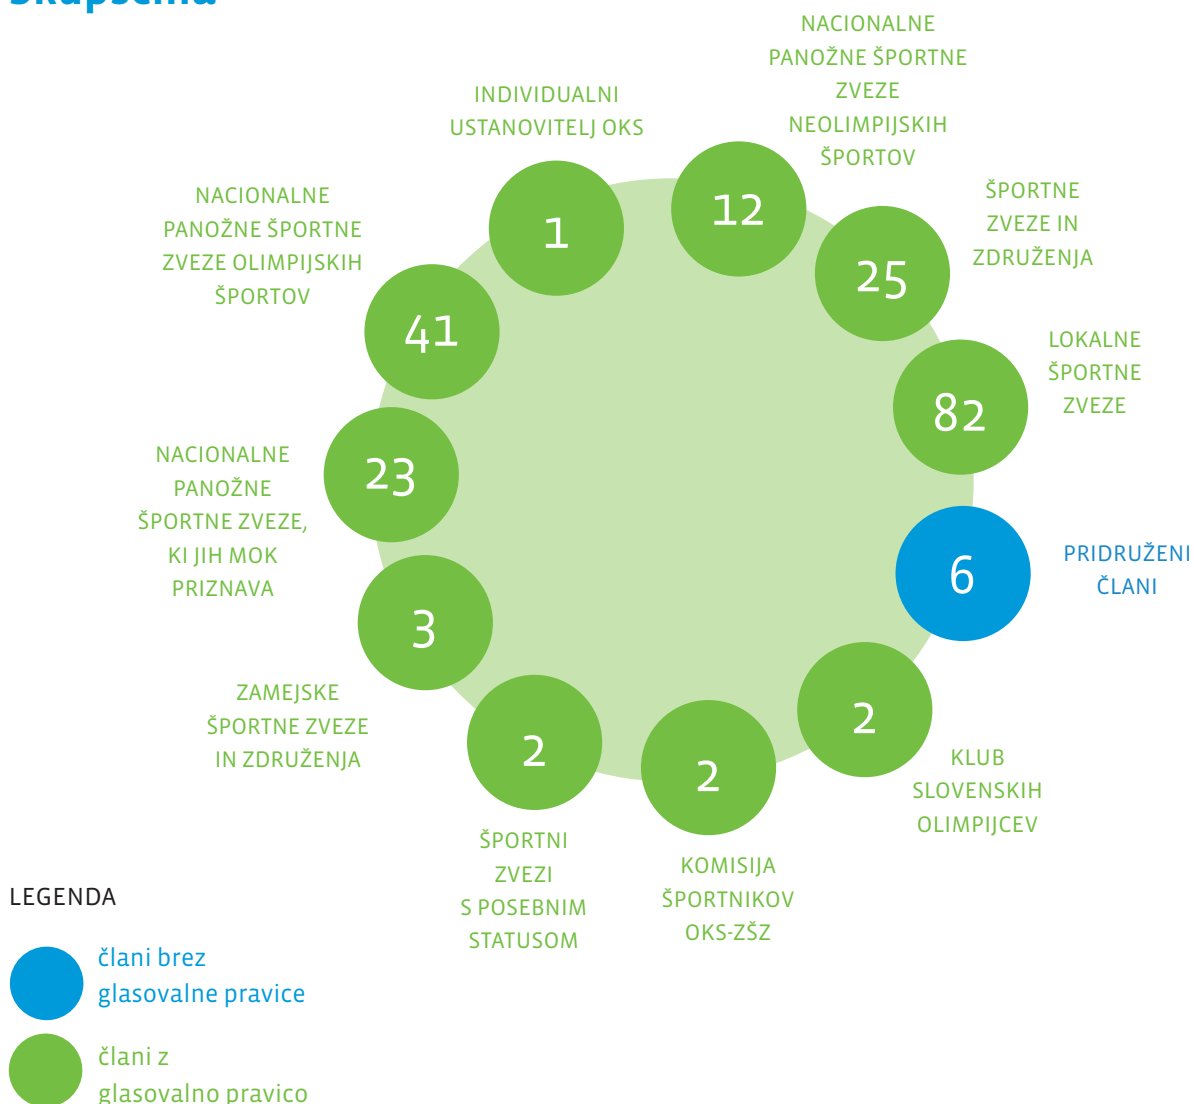 Skupščina
NACIONALNE
PANOŽNE ŠPORTNE
ZVEZE
NEOLIMPIJSKIH
ŠPORTOV
12
INDIVIDUALNI
USTANOVITELJ OKS
1
ŠPORTNE
ZVEZE IN
ZDRUŽENJA
25
NACIONALNE
PANOŽNE ŠPORTNE
ZVEZE OLIMPIJSKIH
ŠPORTOV
41
LOKALNE
ŠPORTNE
ZVEZE
82
NACIONALNE
PANOŽNE
ŠPORTNE ZVEZE,
KI JIH MOK
PRIZNAVA
23
PRIDRUŽENI
ČLANI
6
3
ZAMEJSKE
ŠPORTNE ZVEZE
IN ZDRUŽENJA
2
KLUB
SLOVENSKIH
OLIMPIJCEV
2
ŠPORTNI
ZVEZI
S POSEBNIM
STATUSOM
2
KOMISIJA
ŠPORTNIKOV
OKS-ZŠZ
LEGENDA
člani brez
glasovalne pravice
člani z
glasovalno pravico